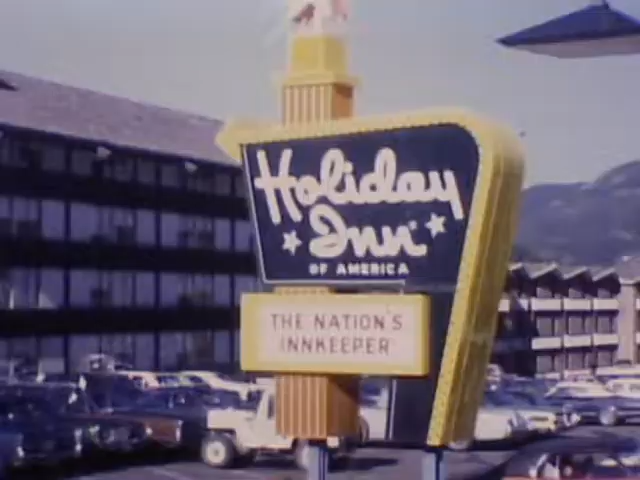 Holiday
Inn
OF AMERICA
THE NATION'S
INNKEEPER